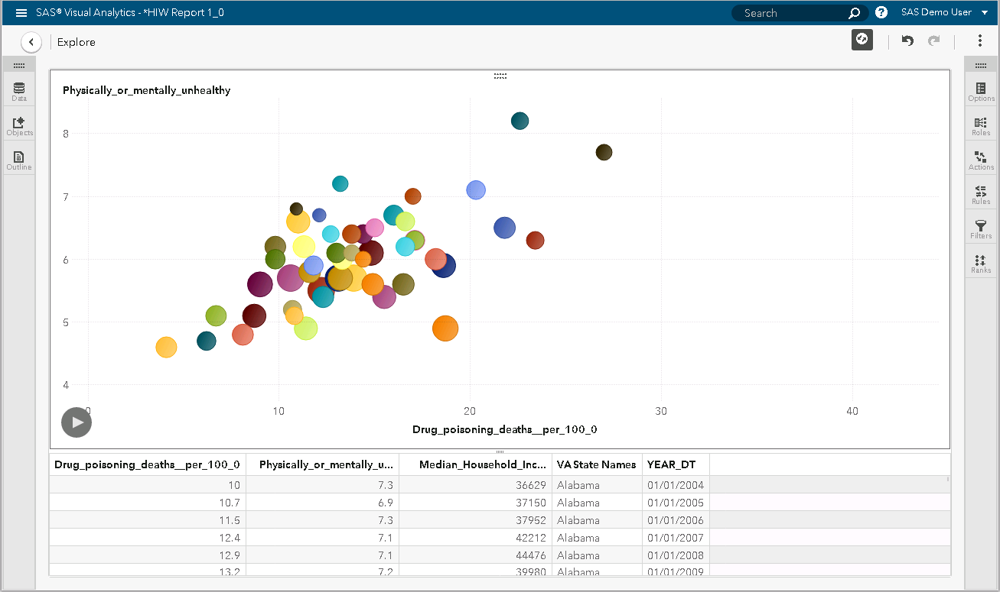 SAS® Visual Analytics - *HIW Report 1_0
Search
? SAS Demo User
Explore
Data
Objects
Outline
Options
Roles
Actions
Rules
Filters
Ranks
Physically_or_mentally_unhealthy
8
7
6
5
4
0 10 20 30 40
Drug_poisoning_deaths__per_100_0
Drug_poisoning_deaths__per_100_0 Physically_or_mentally_u... Median_Household_Inc... VA State Names YEAR_DT
10 7.3 36629 Alabama 01/01/2004
10.7 6.9 37150 Alabama 01/01/2005
11.5 7.3 37952 Alabama 01/01/2006
12.4 7.1 42212 Alabama 01/01/2007
12.9 7.1 44476 Alabama 01/01/2008
13.2 7.2 39980 Alabama 01/01/2009